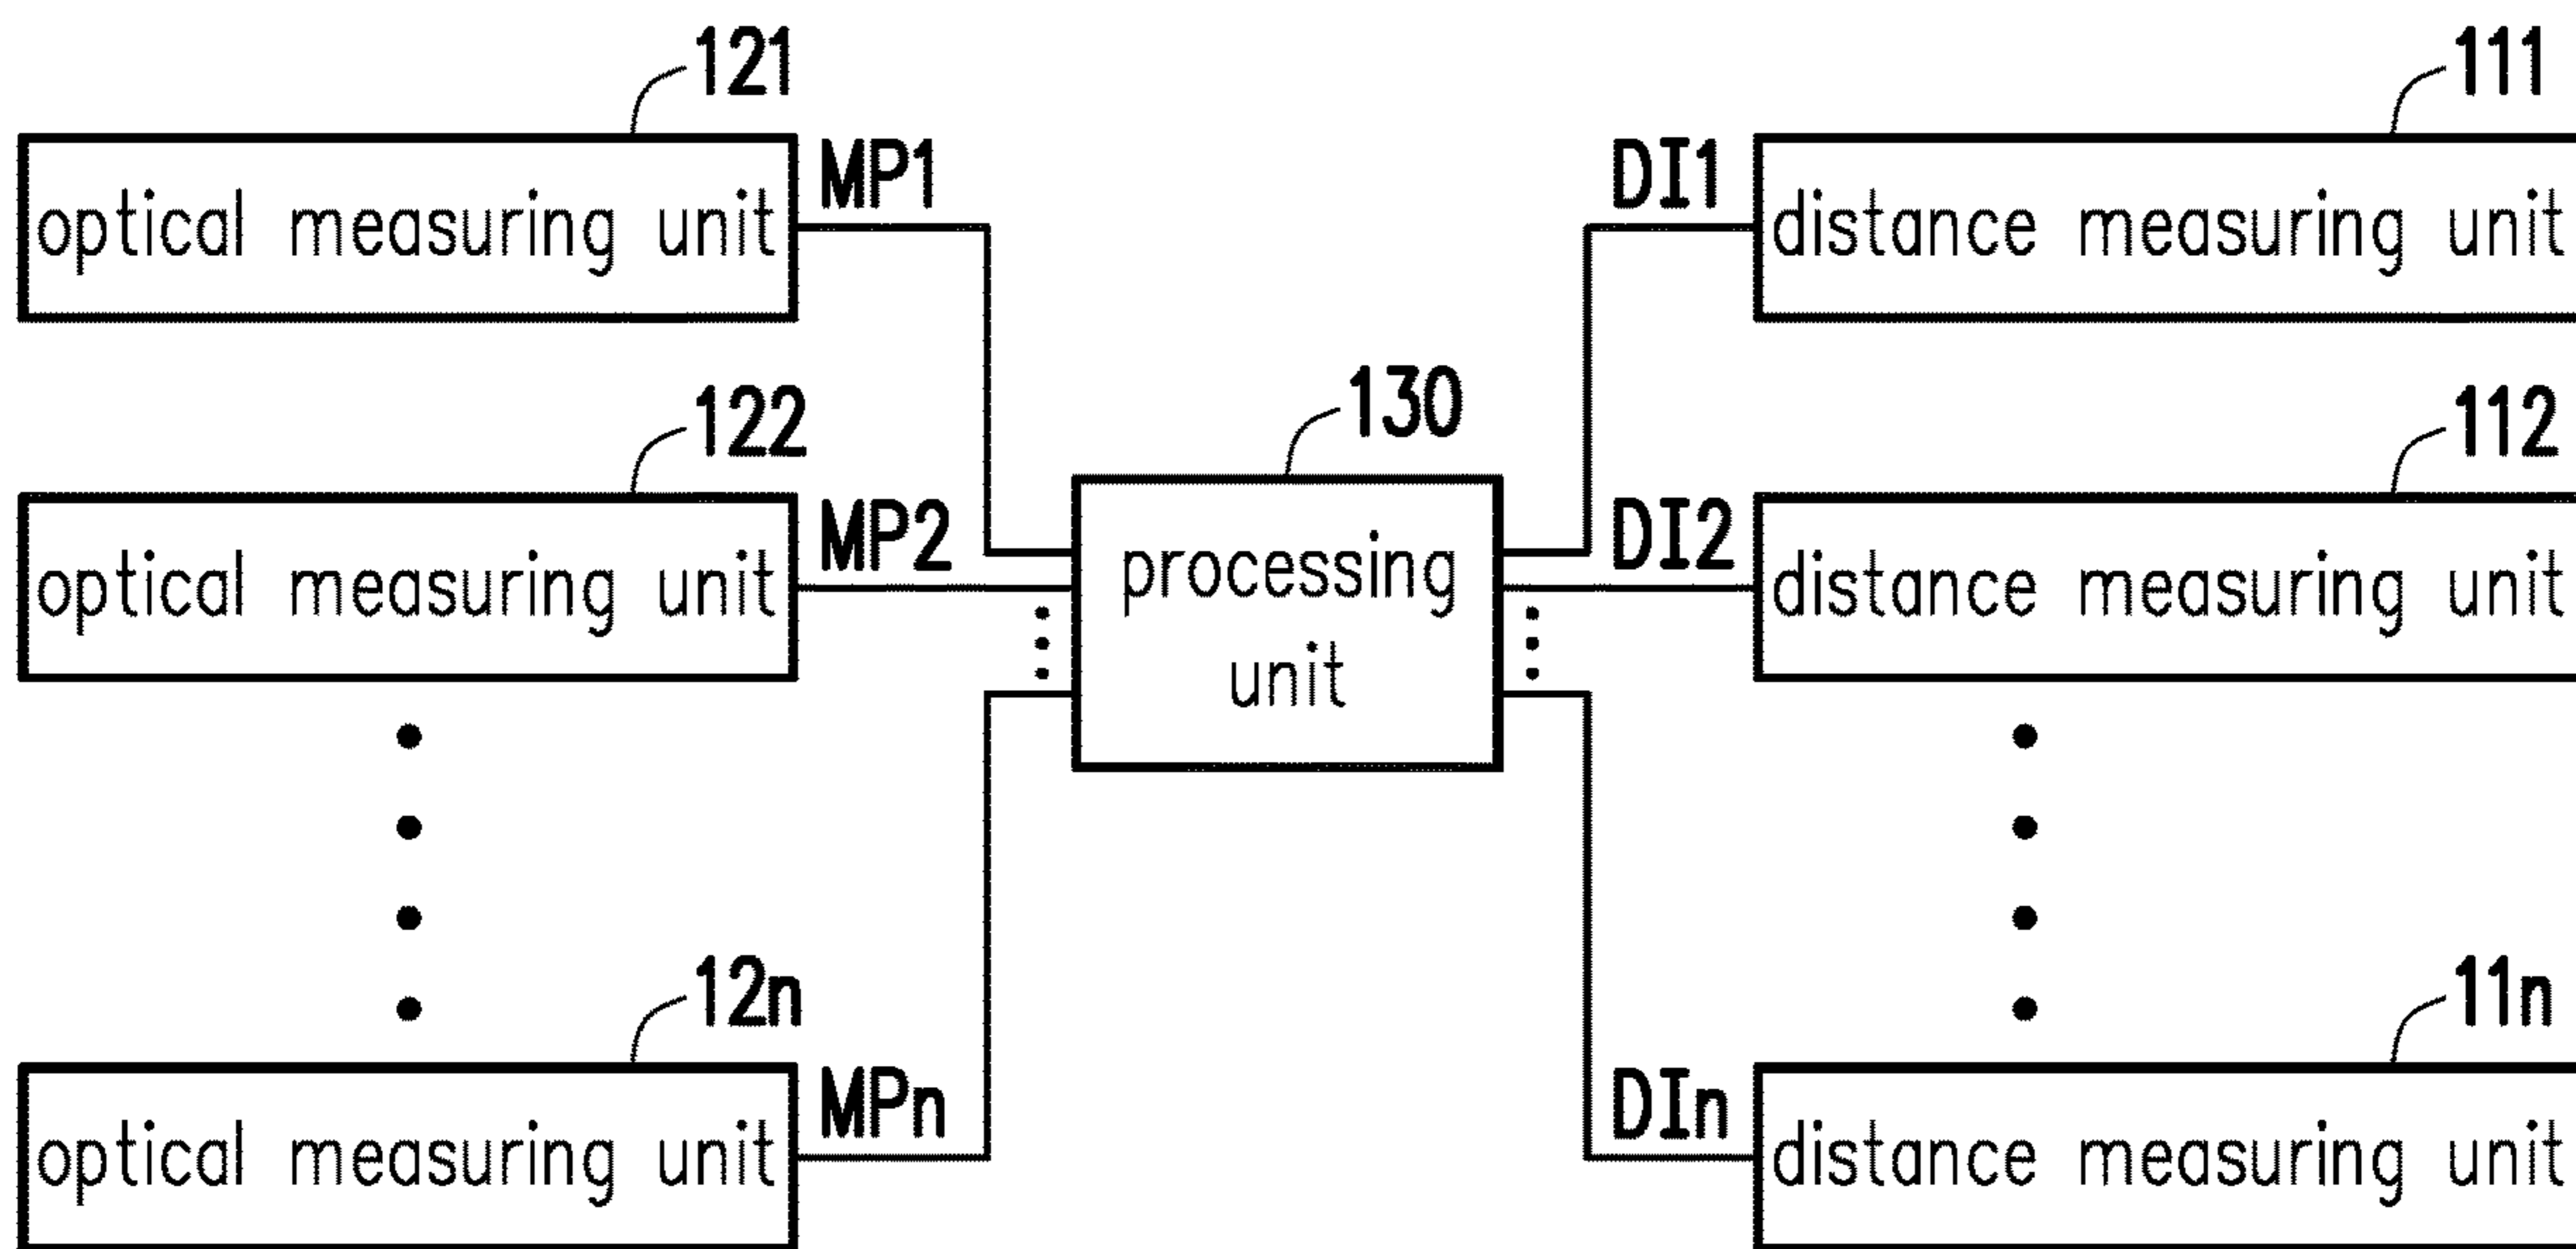 121
111
optical measuring unit
MP1
DI1
distance measuring unit
122
130
112
optical measuring unit
MP2
processing
unit
DI2
distance measuring unit
12n
11n
optical measuring unit
MPn
DIn
distance measuring unit